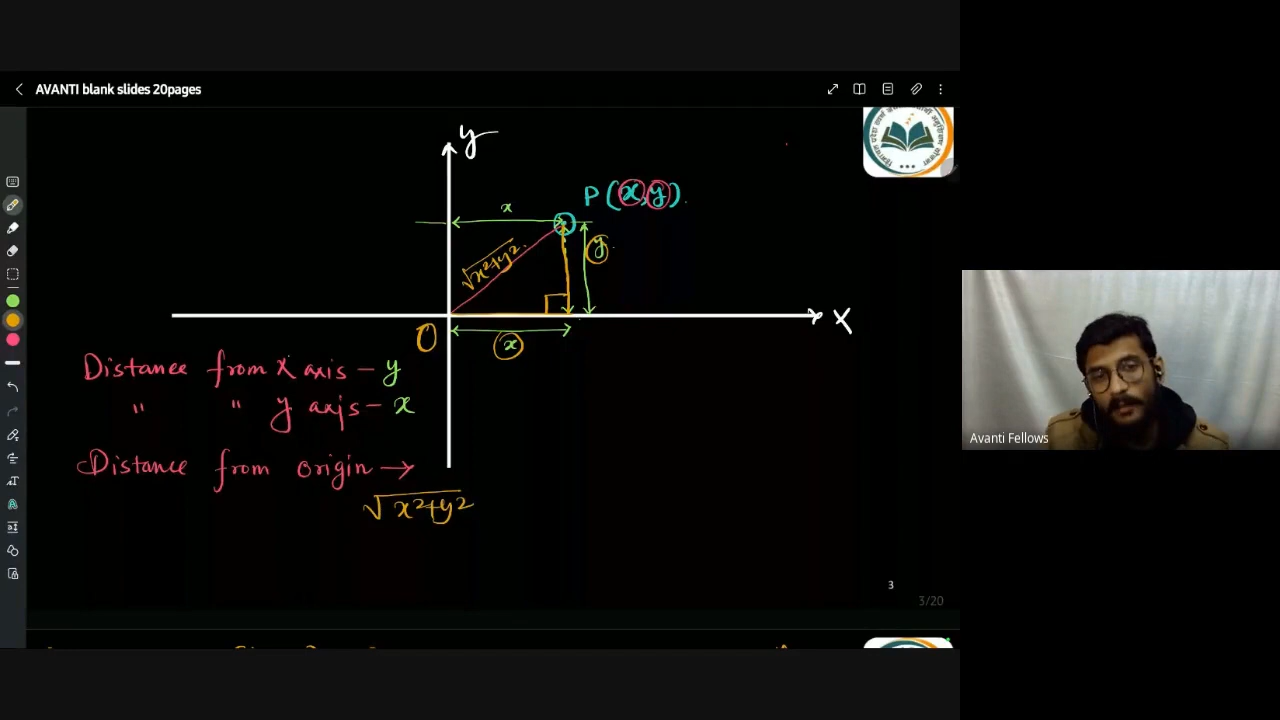 AVANTI blank slides 20pages
y
P(x,y).
x
y
√x²+y²
X
O
x
Distance from X axis - y
" " y axis - x
Distance from origin →
√x²+y²
Avanti Fellows
3
3/20